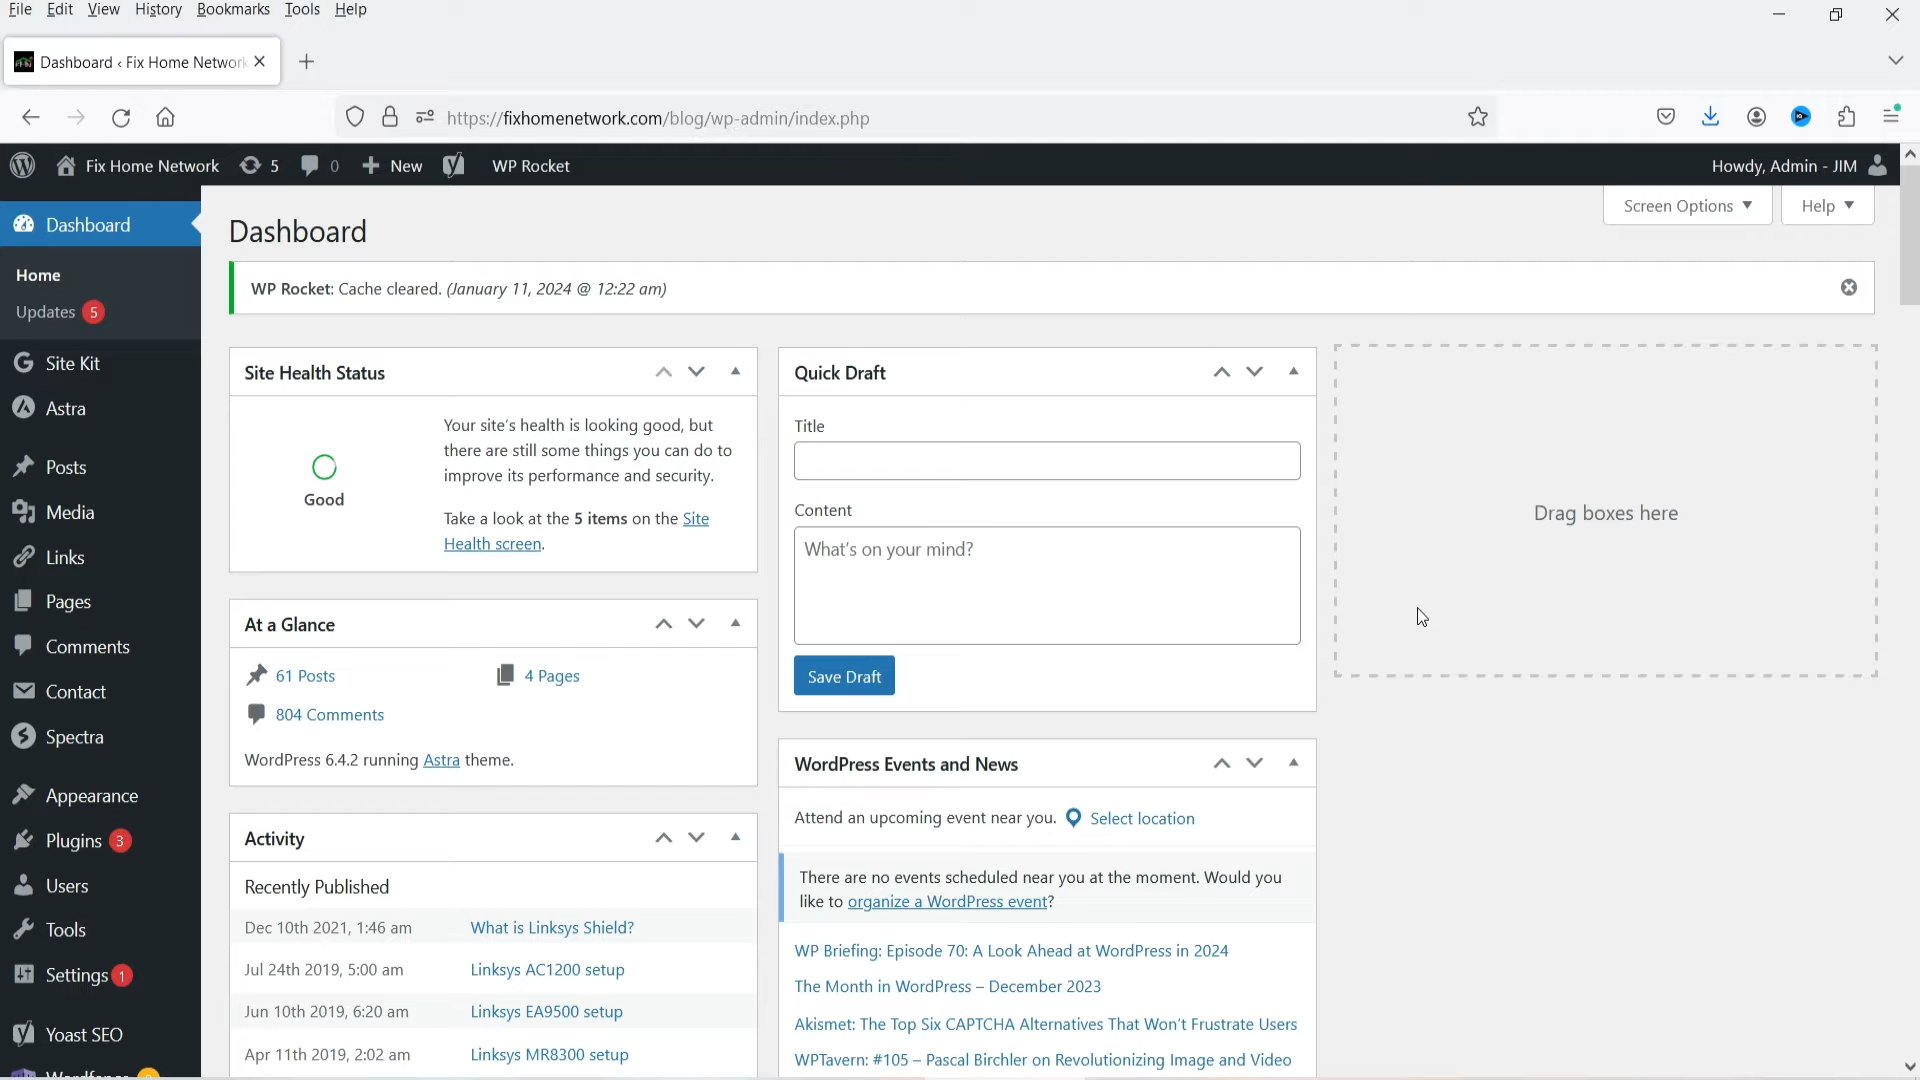 File Edit View History Bookmarks Tools Help
Dashboard ‹ Fix Home Network
https://fixhomenetwork.com/blog/wp-admin/index.php
Fix Home Network 5 0 New WP Rocket Howdy, Admin - JIM
Dashboard
Home
Updates 5
Site Kit
Astra
Posts
Media
Links
Pages
Comments
Contact
Spectra
Appearance
Plugins 3
Users
Tools
Settings 1
Yoast SEO
Screen Options Help
Dashboard
WP Rocket: Cache cleared. (January 11, 2024 @ 12:22 am)
Site Health Status
Good
Your site's health is looking good, but
there are still some things you can do to
improve its performance and security.
Take a look at the 5 items on the Site
Health screen.
At a Glance
61 Posts 4 Pages
804 Comments
WordPress 6.4.2 running Astra theme.
Activity
Recently Published
Dec 10th 2021, 1:46 am What is Linksys Shield?
Jul 24th 2019, 5:00 am Linksys AC1200 setup
Jun 10th 2019, 6:20 am Linksys EA9500 setup
Apr 11th 2019, 2:02 am Linksys MR8300 setup
Quick Draft
Title
Content
What's on your mind?
Save Draft
WordPress Events and News
Attend an upcoming event near you. Select location
There are no events scheduled near you at the moment. Would you
like to organize a WordPress event?
WP Briefing: Episode 70: A Look Ahead at WordPress in 2024
The Month in WordPress – December 2023
Akismet: The Top Six CAPTCHA Alternatives That Won't Frustrate Users
WPTavern: #105 – Pascal Birchler on Revolutionizing Image and Video
Drag boxes here